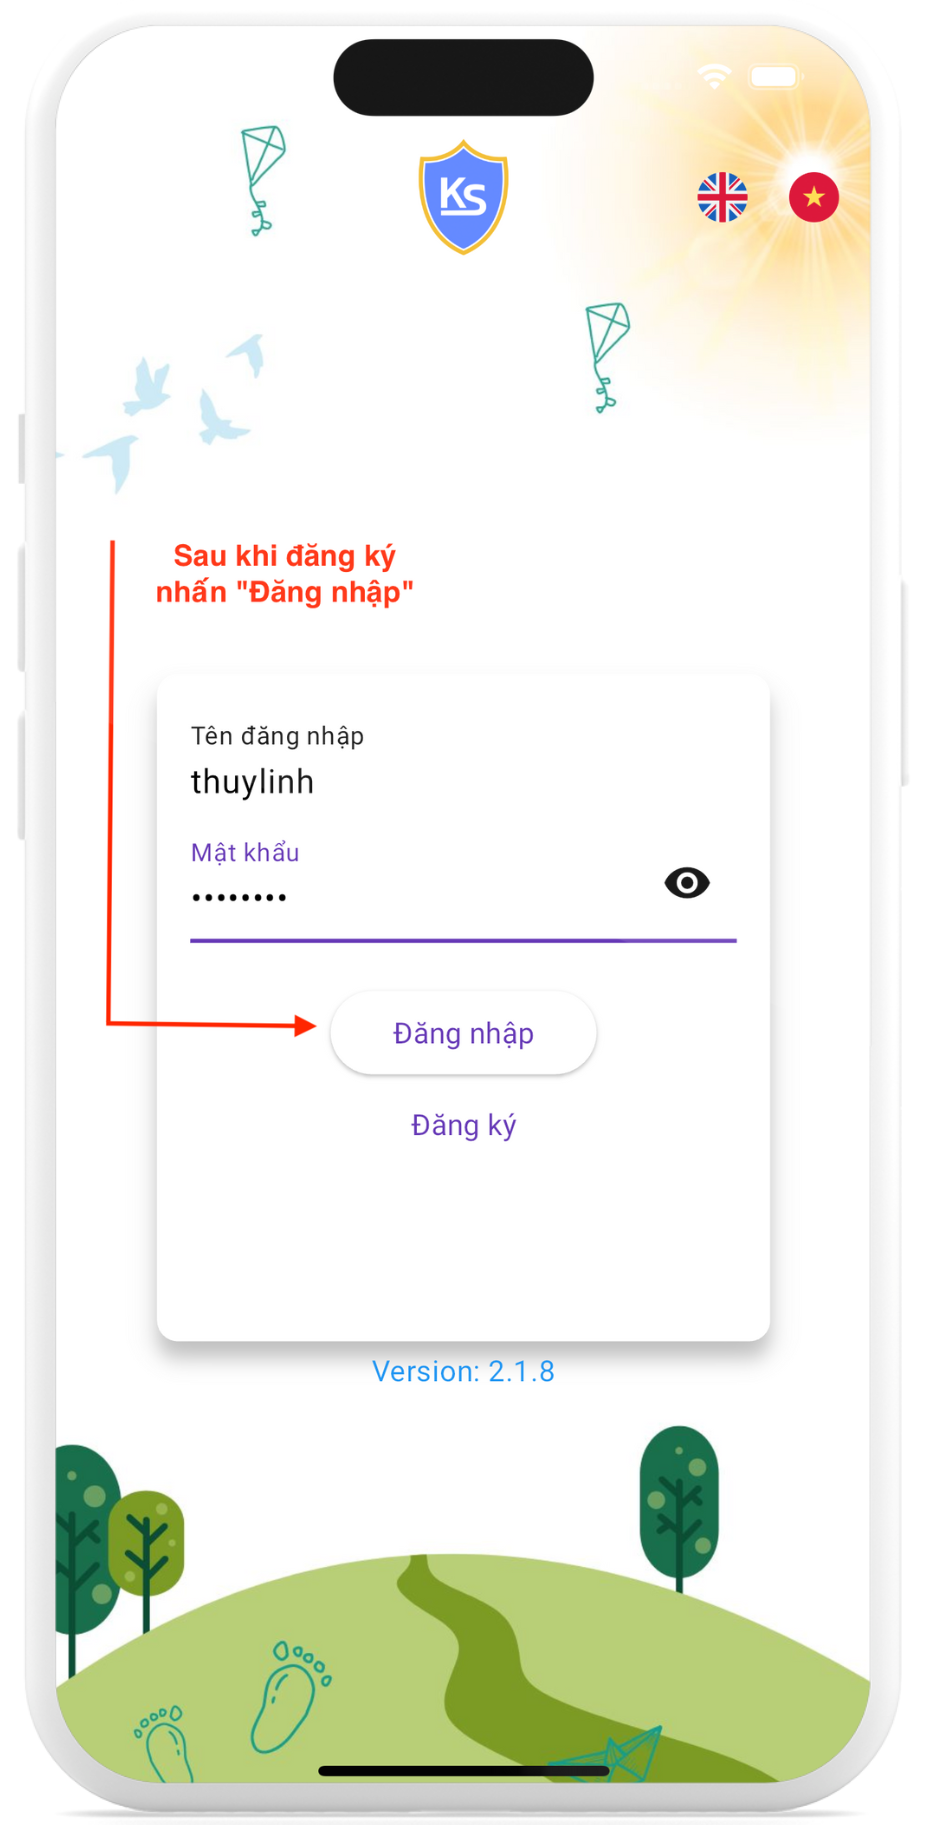 KS
Sau khi đăng ký
nhấn "Đăng nhập"
Tên đăng nhập
thuylinh
Mật khẩu
••••••••
Đăng nhập
Đăng ký
Version: 2.1.8